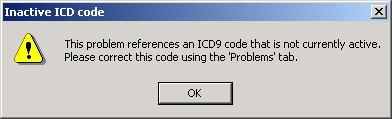 Inactive ICD code
This problem references an ICD9 code that is not currently active.
Please correct this code using the 'Problems' tab.
OK